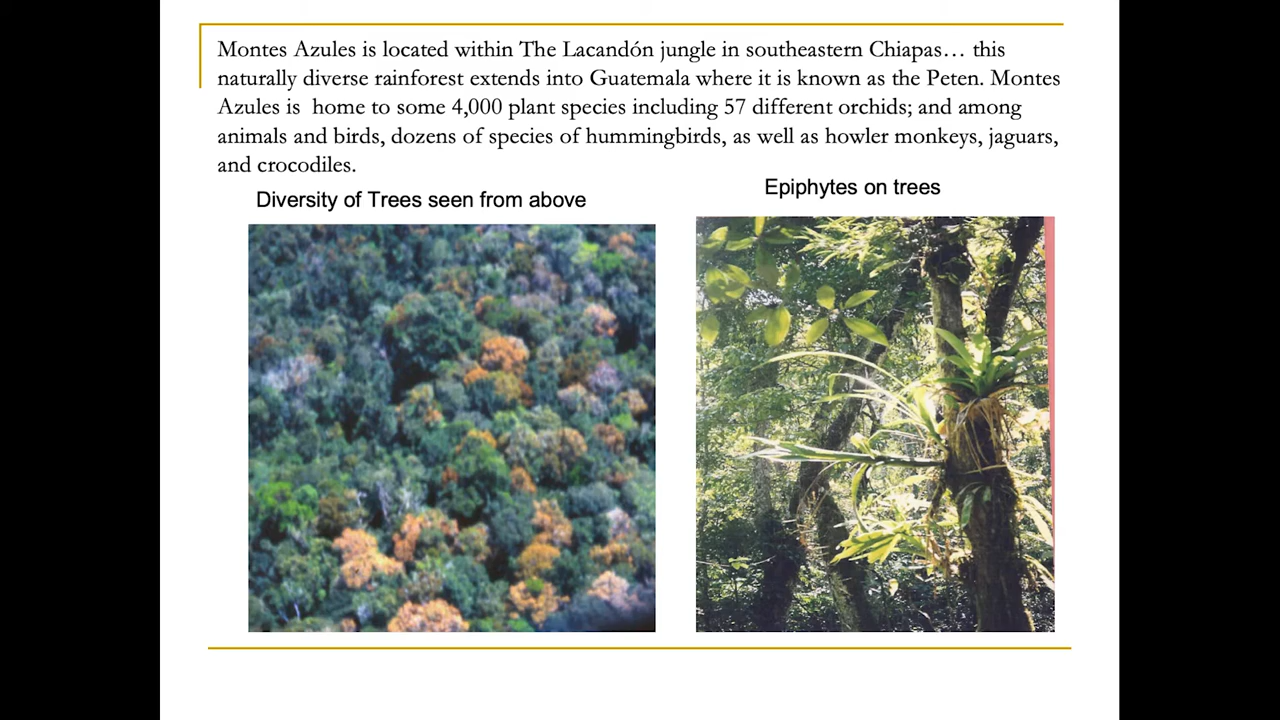 Montes Azules is located within The Lacandón jungle in southeastern Chiapas… this
naturally diverse rainforest extends into Guatemala where it is known as the Peten. Montes
Azules is  home to some 4,000 plant species including 57 different orchids; and among
animals and birds, dozens of species of hummingbirds, as well as howler monkeys, jaguars,
and crocodiles.
Diversity of Trees seen from above
Epiphytes on trees